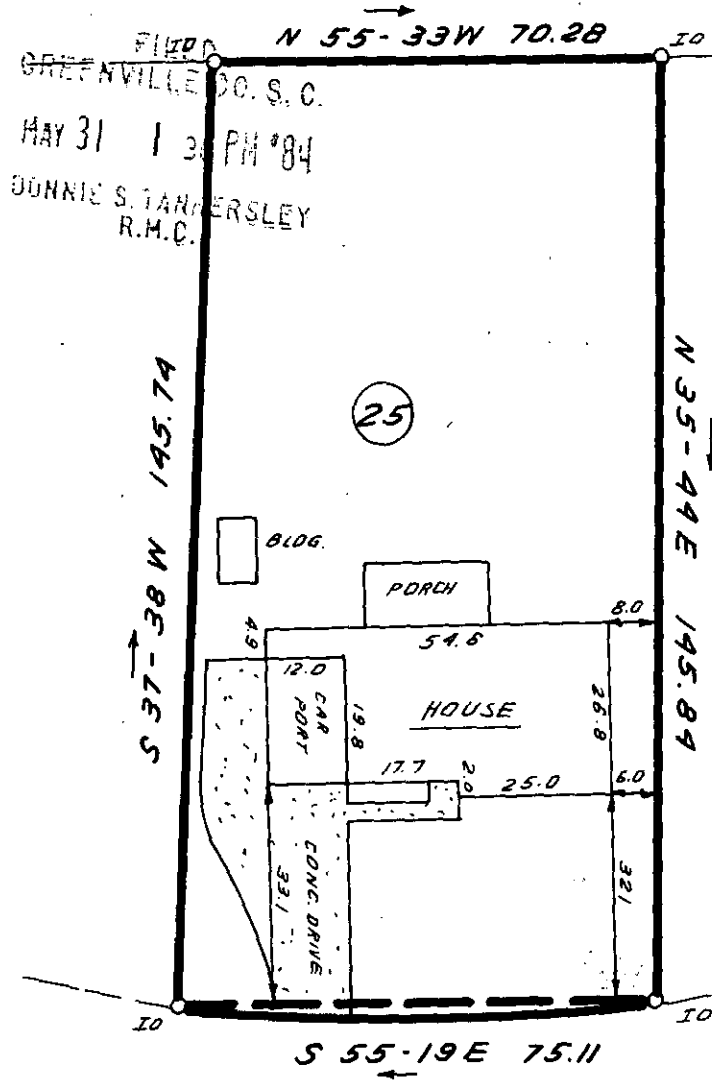 N 55-33W 70.28
IO
IO
FILED
GREENVILLE CO. S. C.
MAY 31 1 3 PM '84
DONNIE S. TANKERSLEY
R.M.C.
S 37-38 W 145.74
N 35-44 E 145.84
25
BLDG.
PORCH
8.0
4.9
54.6
12.0
CAR
PORT
19.8
HOUSE
26.8
17.7
2.0
25.0
6.0
33.1
CONC. DRIVE
32.1
IO
IO
S 55-19E 75.11